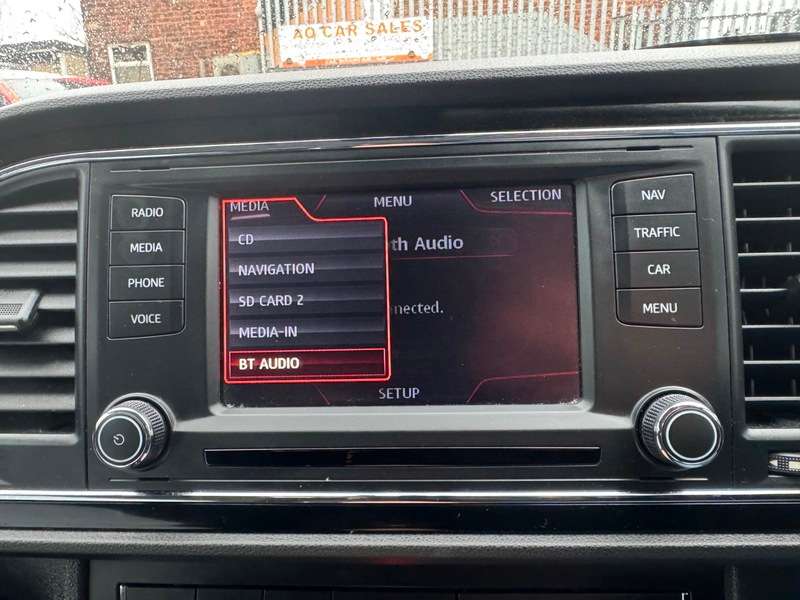 AO CAR SALES
RADIO
MEDIA
PHONE
VOICE
MEDIA
MENU
SELECTION
CD
NAVIGATION
SD CARD 2
MEDIA-IN
BT AUDIO
th Audio
nected.
SETUP
NAV
TRAFFIC
CAR
MENU